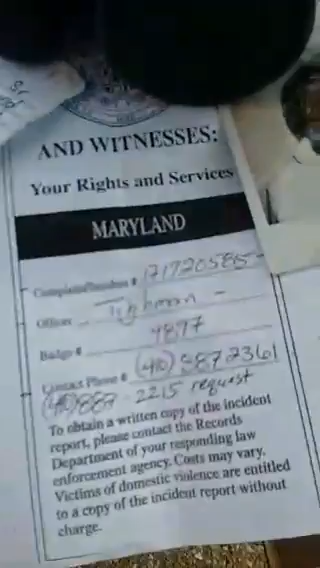 AND WITNESSES:
Your Rights and Services
MARYLAND
Complaint/Incident #
Officer Tighman -
Badge # 4897
Contact Phone # (410) 887 2361
(410) 887 - 2215 request
To obtain a written copy of the incident
report, please contact the Records
Department of your responding law
enforcement agency. Costs may vary.
Victims of domestic violence are entitled
to a copy of the incident report without
charge.